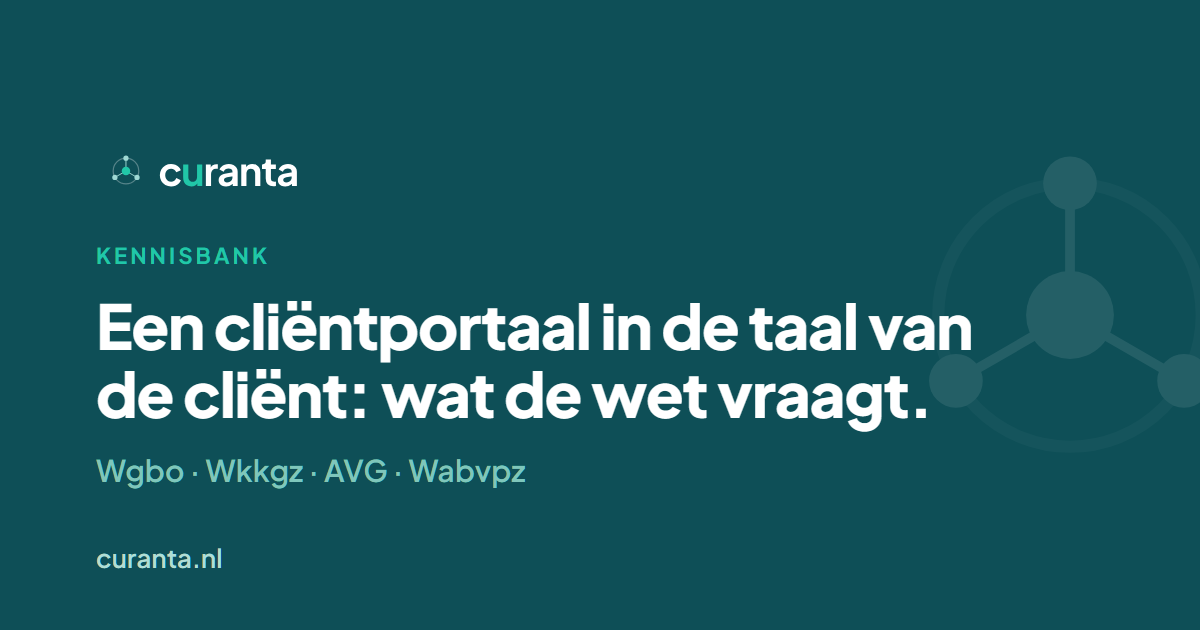 curanta
KENNISBANK
Een cliëntportaal in de taal van
de cliënt: wat de wet vraagt.
Wgbo · Wkkgz · AVG · Wabvpz
curanta.nl